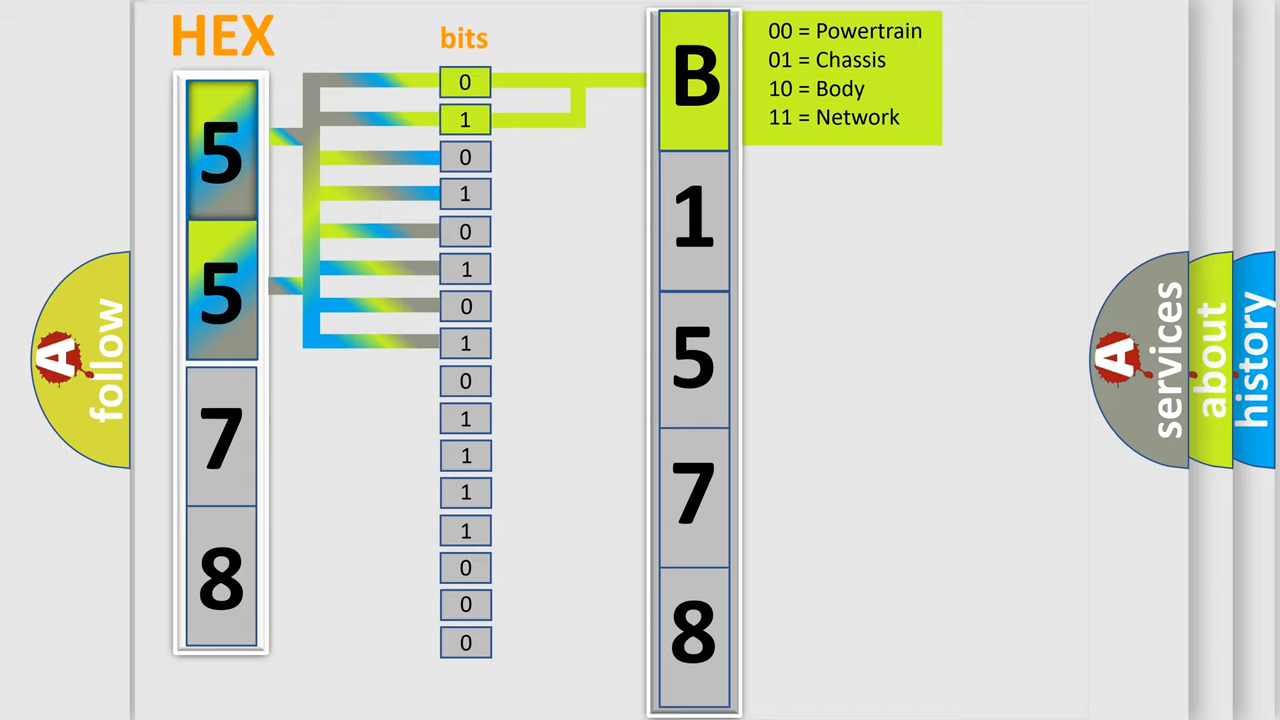 HEX
bits
5
5
7
8
0
1
0
1
0
1
0
1
0
1
1
1
1
0
0
0
B
1
5
7
8
00 = Powertrain
01 = Chassis
10 = Body
11 = Network
A
follow
A
services
about
history